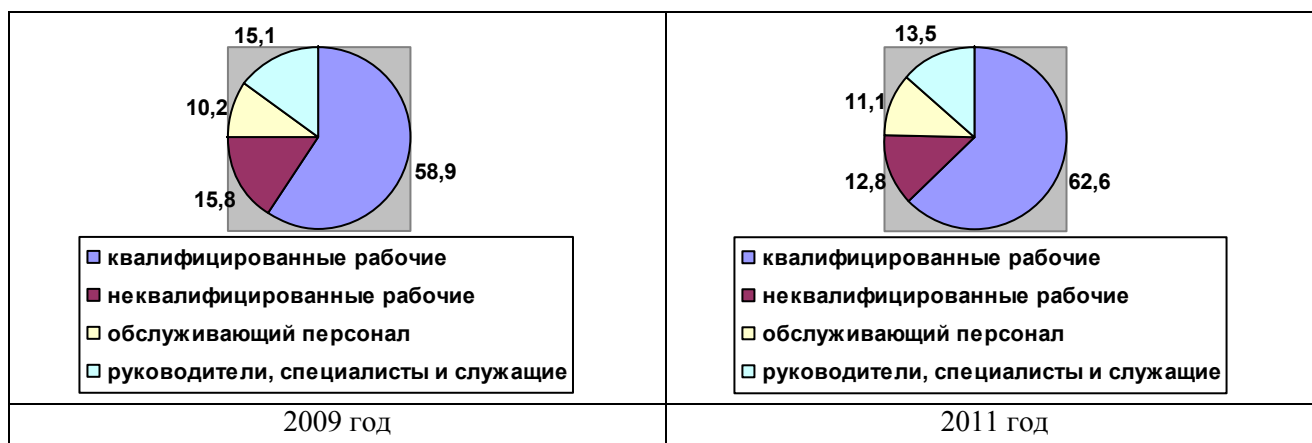 15,1
10,2
15,8
58,9
квалифицированные рабочие
неквалифицированные рабочие
обслуживающий персонал
руководители, специалисты и служащие
2009 год
13,5
11,1
12,8
62,6
квалифицированные рабочие
неквалифицированные рабочие
обслуживающий персонал
руководители, специалисты и служащие
2011 год